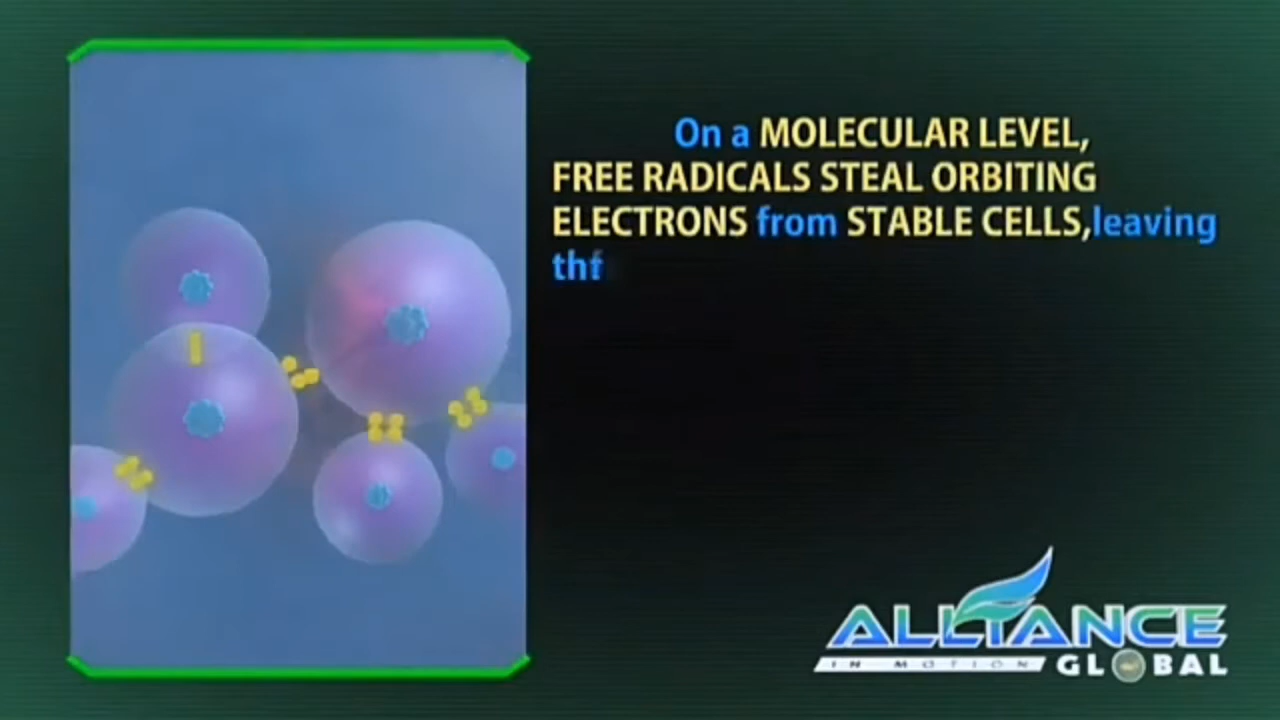 On a MOLECULAR LEVEL,
FREE RADICALS STEAL ORBITING
ELECTRONS from STABLE CELLS,leaving
thf
ALLIANCE
IN MOTION GLOBAL